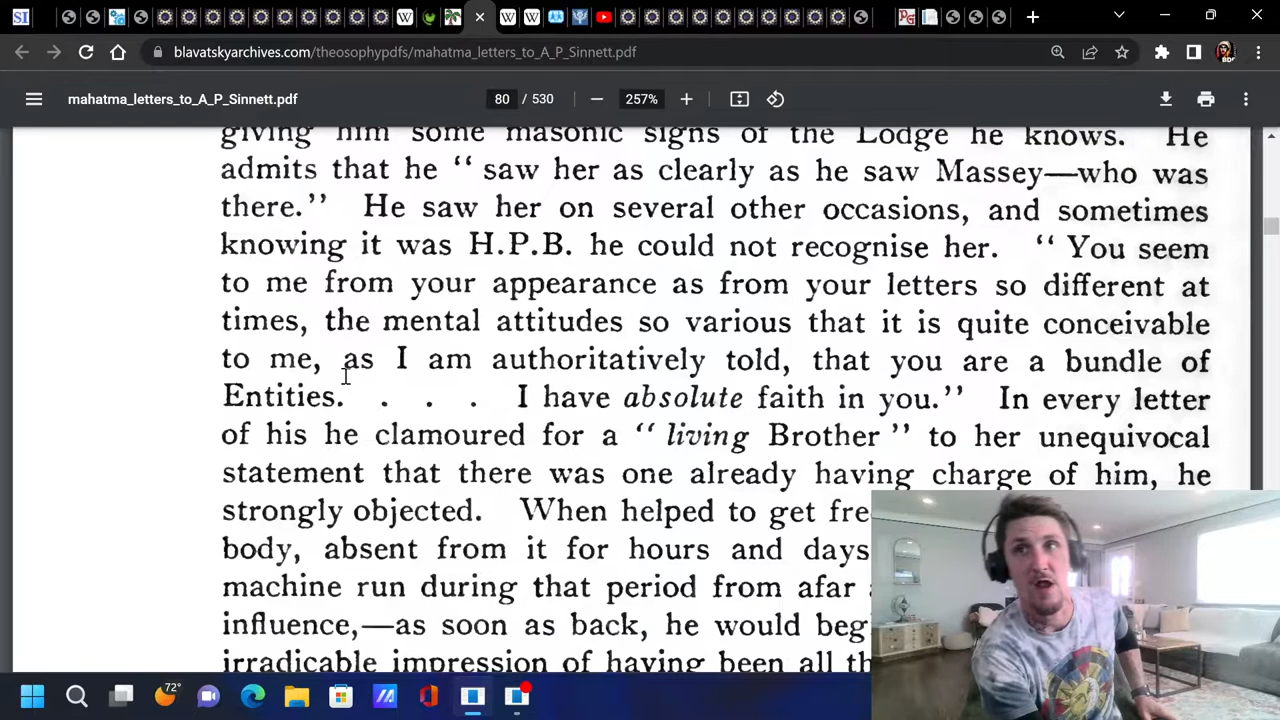 blavatskyarchives.com/theosophypdfs/mahatma_letters_to_A_P_Sinnett.pdf
mahatma_letters_to_A_P_Sinnett.pdf
80 / 530
257%
giving him some masonic signs of the Lodge he knows. He
admits that he “ saw her as clearly as he saw Massey—who was
there.” He saw her on several other occasions, and sometimes
knowing it was H.P.B. he could not recognise her. “ You seem
to me from your appearance as from your letters so different at
times, the mental attitudes so various that it is quite conceivable
to me, as I am authoritatively told, that you are a bundle of
Entities. . . . I have absolute faith in you.” In every letter
of his he clamoured for a “ living Brother ” to her unequivocal
statement that there was one already having charge of him, he
strongly objected. When helped to get fre
body, absent from it for hours and days
machine run during that period from afar
influence,—as soon as back, he would beg
irradicable impression of having been all th
72°